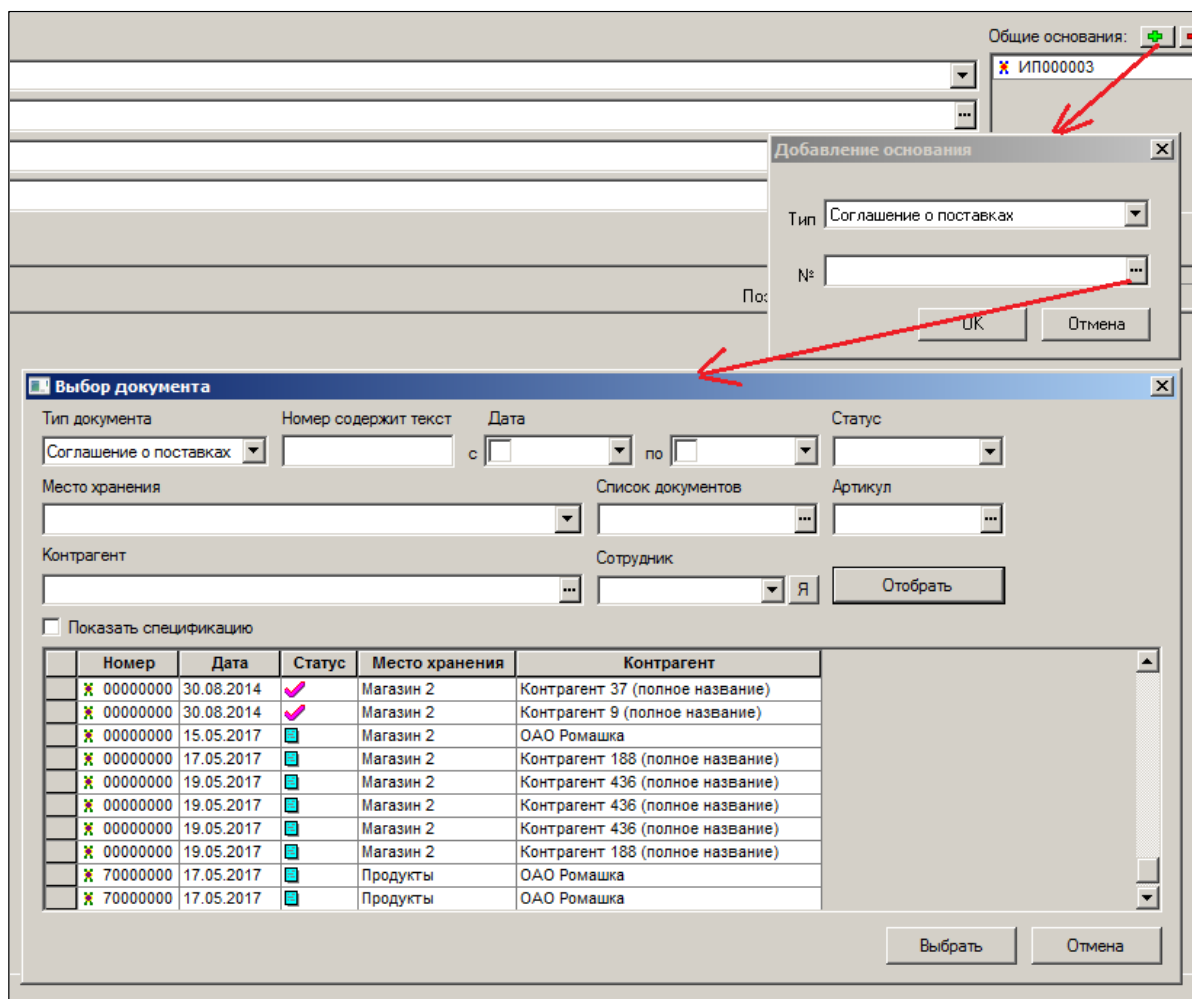 Общие основания:
ИП000003
Добавление основания
Тип Соглашение о поставках
№
Поз
OK Отмена
Выбор документа
Тип документа Номер содержит текст Дата Статус
Соглашение о поставках с по
Место хранения Список документов Артикул
Контрагент Сотрудник
Я Отобрать
Показать спецификацию
Номер Дата Статус Место хранения Контрагент
00000000 30.08.2014 Магазин 2 Контрагент 37 (полное название)
00000000 30.08.2014 Магазин 2 Контрагент 9 (полное название)
00000000 15.05.2017 Магазин 2 ОАО Ромашка
00000000 17.05.2017 Магазин 2 Контрагент 188 (полное название)
00000000 19.05.2017 Магазин 2 Контрагент 436 (полное название)
00000000 19.05.2017 Магазин 2 Контрагент 436 (полное название)
00000000 19.05.2017 Магазин 2 Контрагент 436 (полное название)
00000000 19.05.2017 Магазин 2 Контрагент 188 (полное название)
70000000 17.05.2017 Продукты ОАО Ромашка
70000000 17.05.2017 Продукты ОАО Ромашка
Выбрать Отмена